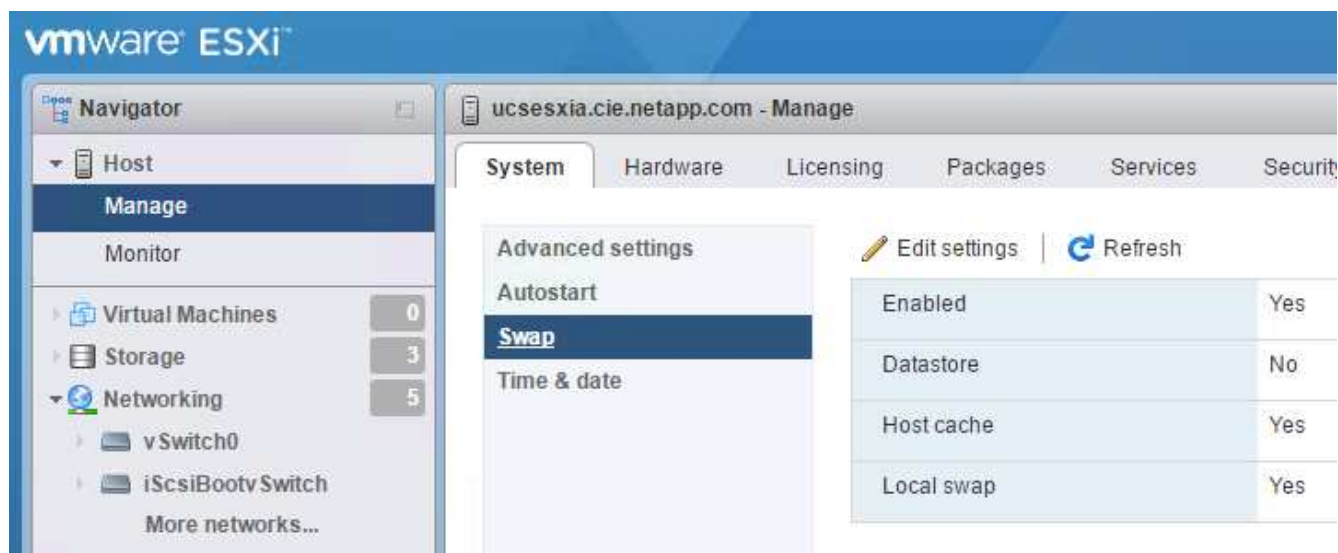 vmware ESXi™
Navigator
Host
Manage
Monitor
Virtual Machines 0
Storage 3
Networking 5
vSwitch0
iScsiBootvSwitch
More networks...
ucsesxia.cie.netapp.com - Manage
System Hardware Licensing Packages Services Security
Advanced settings
Autostart
Swap
Time & date
Edit settings | Refresh
Enabled Yes
Datastore No
Host cache Yes
Local swap Yes